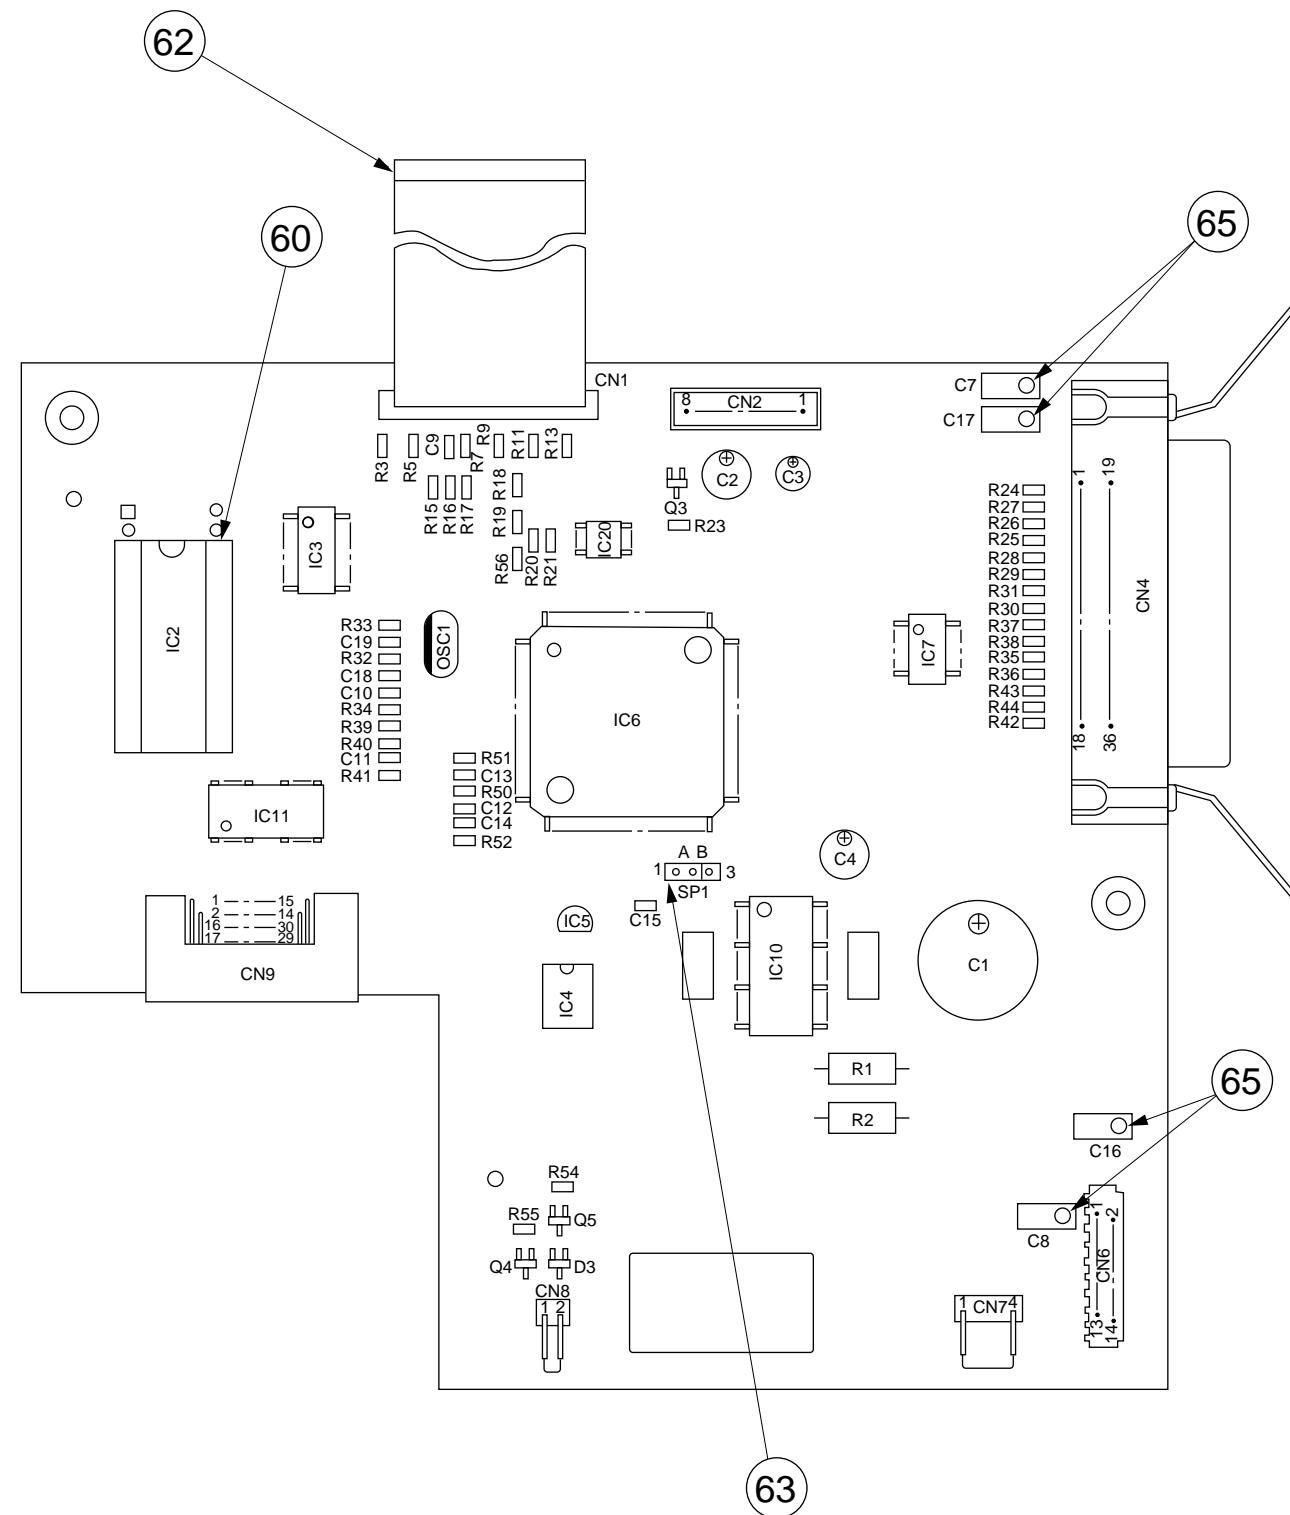 62
60
65
CN1
C7
C17
8 CN2 1
R3
R5
C9
R7
R9
R11
R13
R15
R16
R17
R18
R19
R56
R20
R21
IC20
C2
C3
Q3
R23
1
19
R24
R27
R26
R25
R28
R29
R31
R30
R37
R38
R35
R36
R43
R44
R42
18
36
CN4
IC3
IC2
IC7
R33
C19
R32
C18
C10
R34
R39
R40
C11
R41
OSC1
IC6
R51
C13
R50
C12
C14
R52
IC11
A B
1 3
SP1
C4
C15
1 15
2 14
16 30
17 29
CN9
IC5
IC4
IC10
C1
R1
R2
65
C16
C8
1
2
CN6
13
14
R54
R55
Q5
Q4
D3
CN8
1 2
1 CN7 4
63